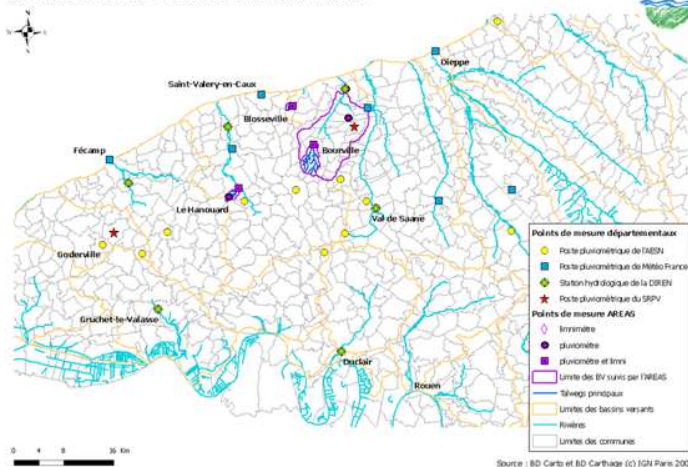 N
W
E
S
Dieppe
Saint-Valery-en-Caux
Blosseville
Fécamp
Bourville
Le Hanouard
Val de Saane
Goderville
Gruchet-le-Valasse
Duclair
Rouen
Points de mesure départementaux
Poste pluviométrique de l'AESN
Poste pluviométrique de Météo France
Station hydrologique de la DIREN
Poste pluviométrique du SRPV
Points de mesure AREAS
limnimètre
pluviomètre
pluviomètre et limni
Limite des BV suivis par l'AREAS
Talwegs principaux
Limites des bassins versants
Rivières
Limites des communes
0 4 8 16 Km
Source : BD Carto et BD Carthage (c) IGN Paris 200